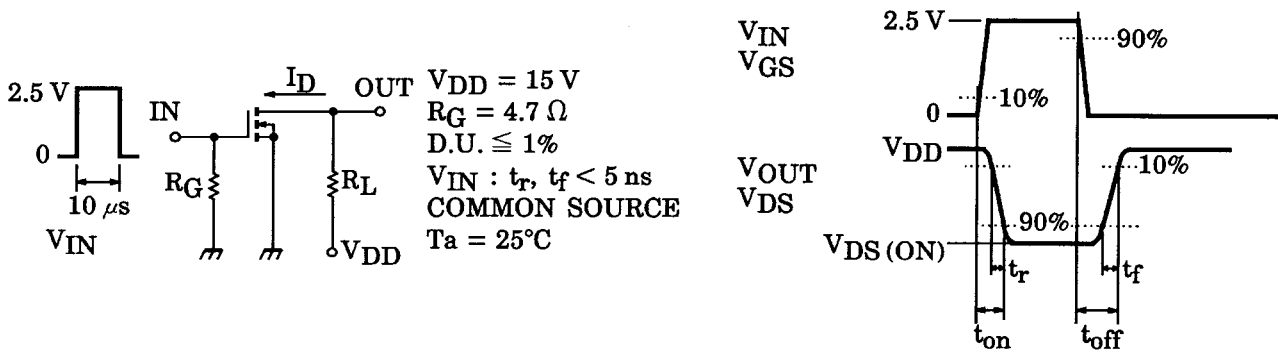 2.5 V
0
10 μs
VIN
IN
RG
ID
OUT
RL
VDD
VDD = 15 V
RG = 4.7 Ω
D.U. ≦ 1%
VIN : tr, tf < 5 ns
COMMON SOURCE
Ta = 25°C
VIN
VGS
2.5 V
90%
10%
0
VDD
VOUT
VDS
10%
90%
VDS (ON)
tr
tf
ton
toff